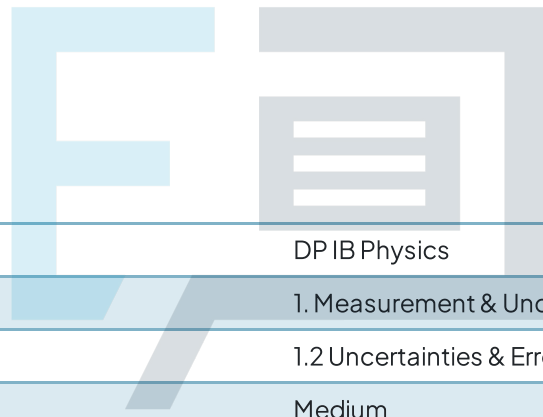 DP IB Physics
1. Measurement & Unc
1.2 Uncertainties & Err
Medium